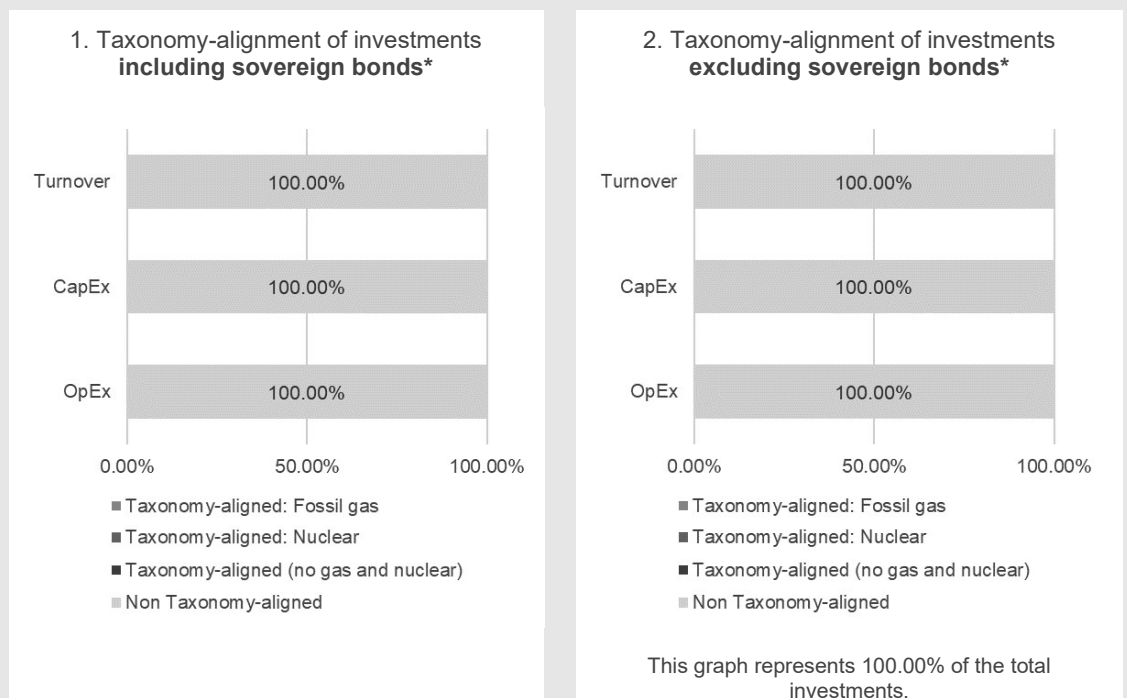 1. Taxonomy-alignment of investments
including sovereign bonds*
Turnover
100.00%
CapEx
100.00%
OpEx
100.00%
0.00%
50.00%
100.00%
Taxonomy-aligned: Fossil gas
Taxonomy-aligned: Nuclear
Taxonomy-aligned (no gas and nuclear)
Non Taxonomy-aligned
2. Taxonomy-alignment of investments
excluding sovereign bonds*
Turnover
100.00%
CapEx
100.00%
OpEx
100.00%
0.00%
50.00%
100.00%
Taxonomy-aligned: Fossil gas
Taxonomy-aligned: Nuclear
Taxonomy-aligned (no gas and nuclear)
Non Taxonomy-aligned
This graph represents 100.00% of the total
investments.